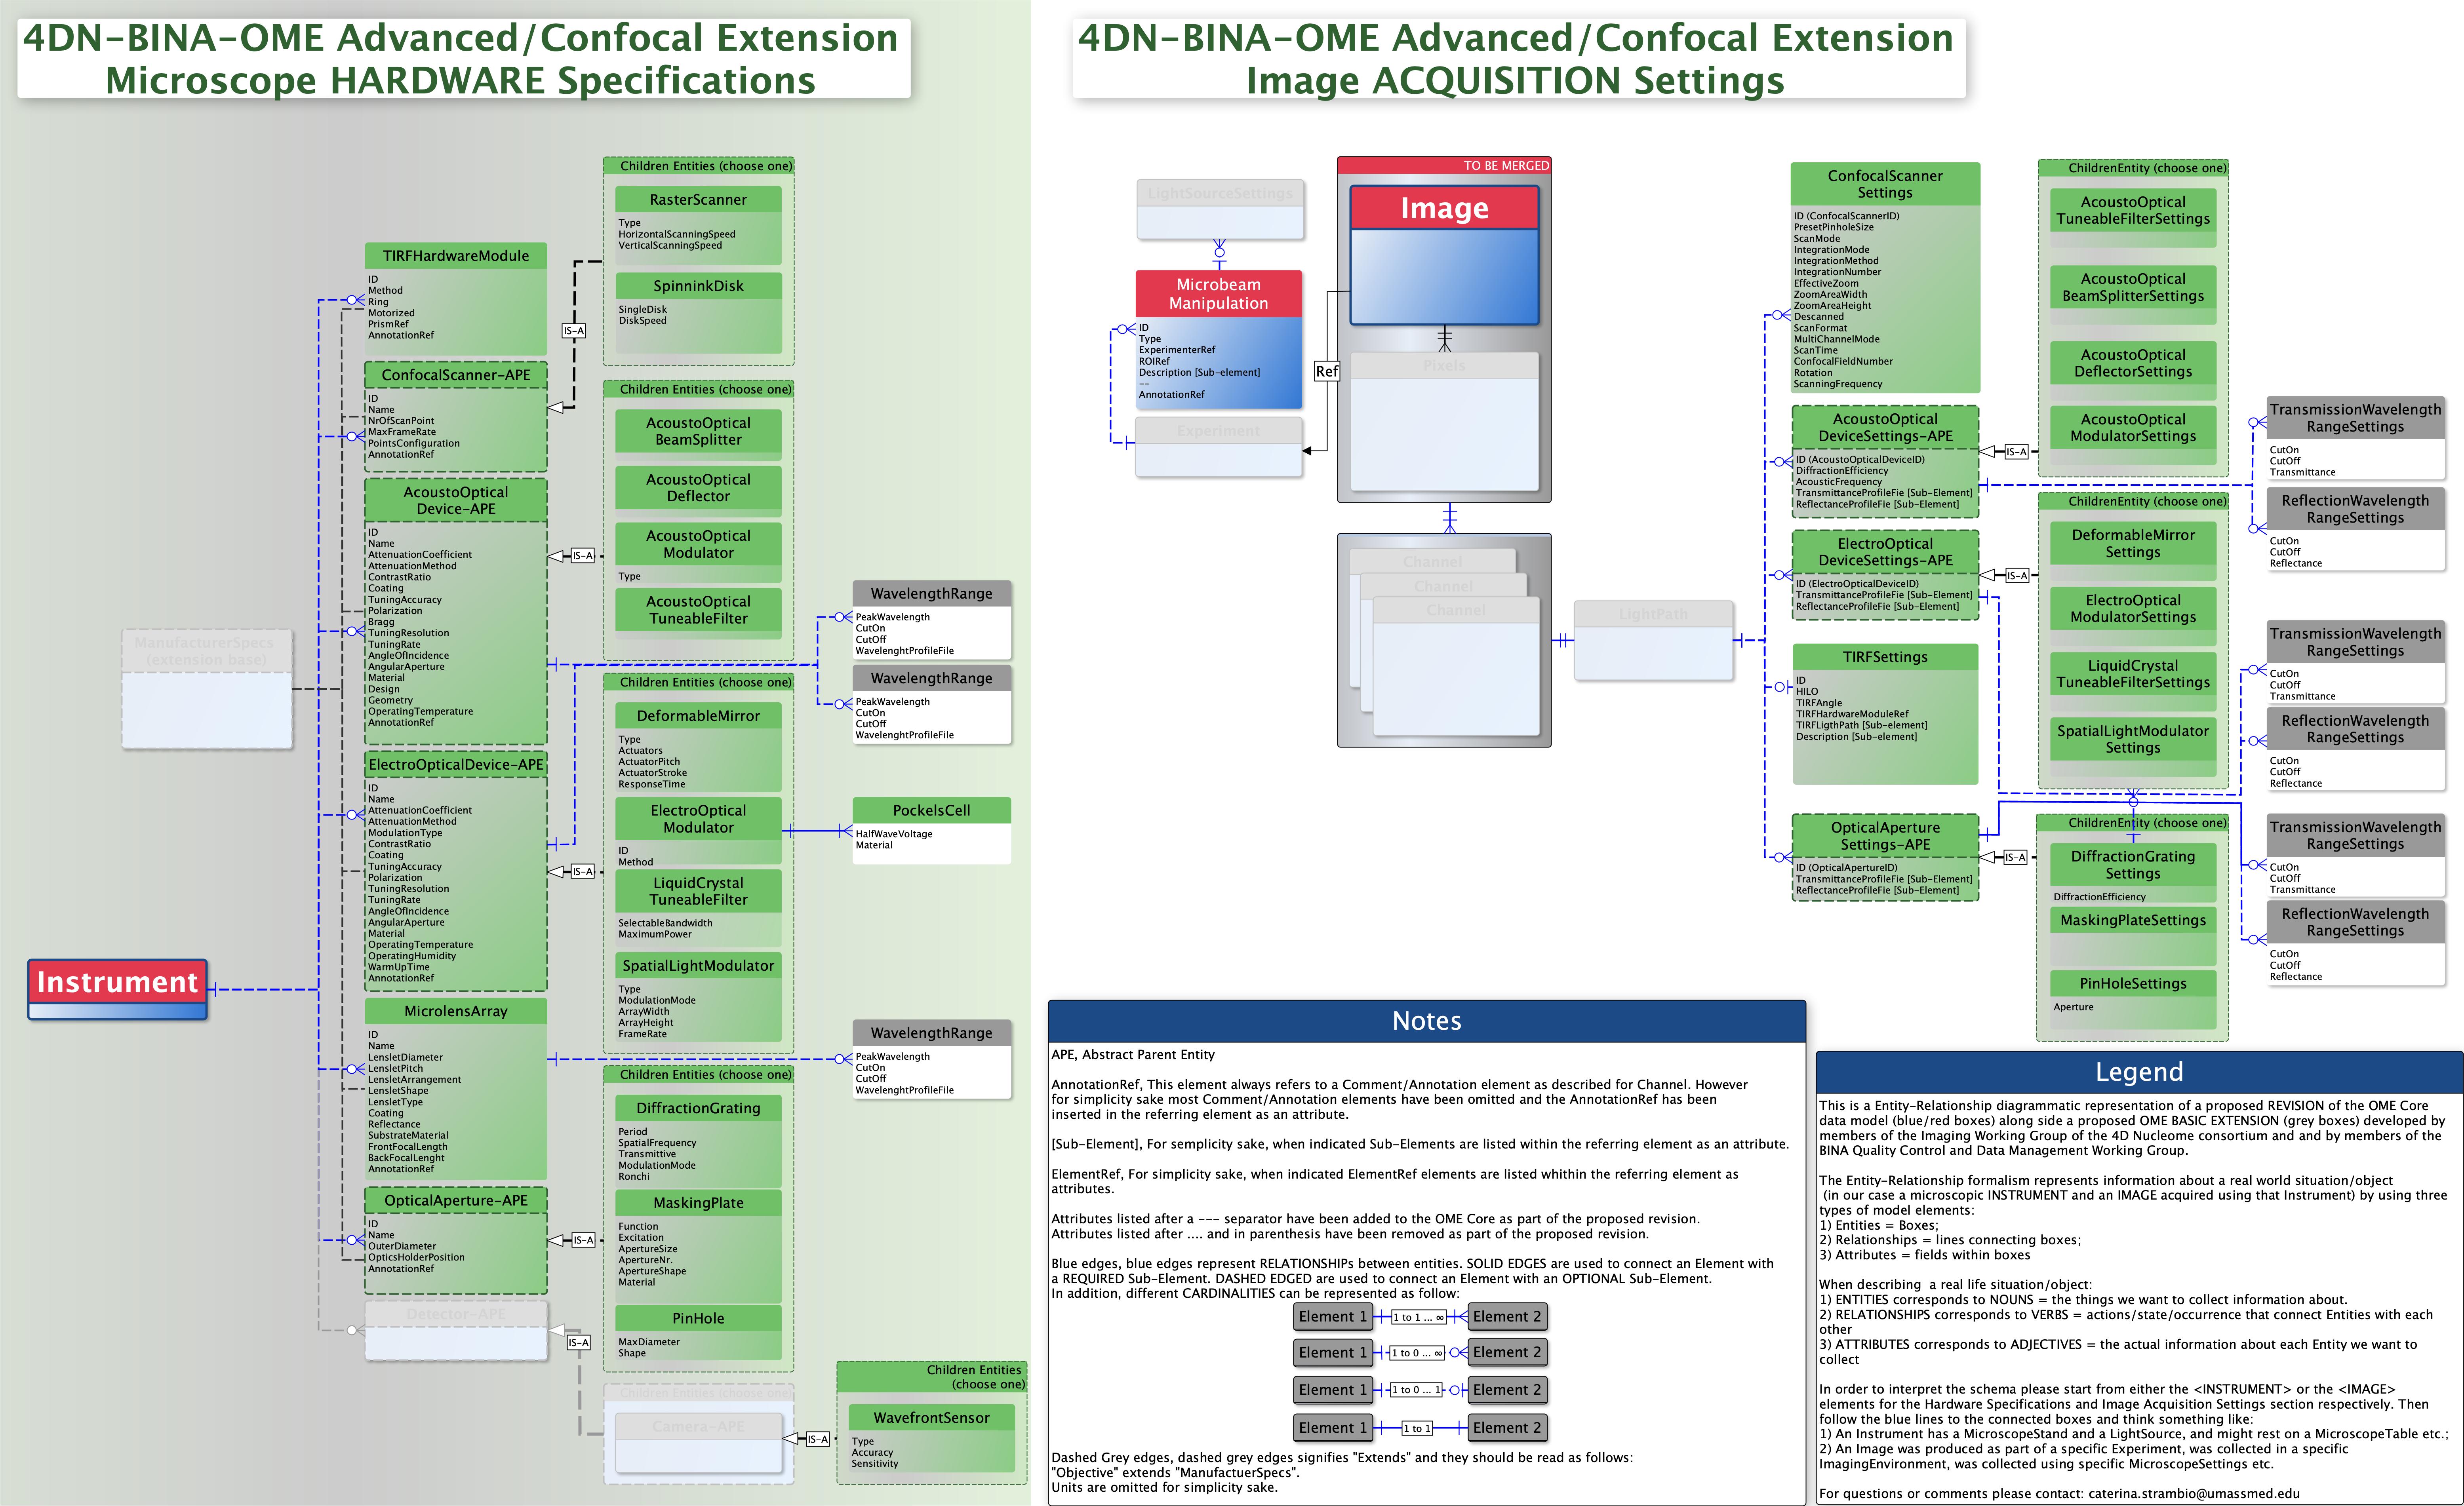 4DN-BINA-OME Advanced/Confocal Extension
Microscope HARDWARE Specifications
Children Entities (choose one)
RasterScanner
Type
HorizontalScanningSpeed
VerticalScanningSpeed
SpinninkDisk
SingleDisk
DiskSpeed
TIRFHardwareModule
ID
Method
Ring
Motorized
PrismRef
AnnotationRef
IS-A
ConfocalScanner-APE
ID
Name
NrOfScanPoint
MaxFrameRate
PointsConfiguration
AnnotationRef
Children Entities (choose one)
AcoustoOptical
BeamSplitter
AcoustoOptical
Deflector
AcoustoOptical
Modulator
Type
AcoustoOptical
TuneableFilter
AcoustoOptical
Device-APE
ID
Name
AttenuationCoefficient
AttenuationMethod
ContrastRatio
Coating
TuningAccuracy
Polarization
Bragg
TuningResolution
TuningRate
AngleOfIncidence
AngularAperture
Material
Design
Geometry
OperatingTemperature
AnnotationRef
IS-A
WavelengthRange
PeakWavelength
CutOn
CutOff
WavelenghtProfileFile
WavelengthRange
PeakWavelength
CutOn
CutOff
WavelenghtProfileFile
ManufacturerSpecs
(extension base)
Children Entities (choose one)
DeformableMirror
Type
Actuators
ActuatorPitch
ActuatorStroke
ResponseTime
ElectroOptical
Modulator
ID
Method
LiquidCrystal
TuneableFilter
SelectableBandwidth
MaximumPower
SpatialLightModulator
Type
ModulationMode
ArrayWidth
ArrayHeight
FrameRate
PockelsCell
HalfWaveVoltage
Material
ElectroOpticalDevice-APE
ID
Name
AttenuationCoefficient
AttenuationMethod
ModulationType
ContrastRatio
Coating
TuningAccuracy
Polarization
TuningResolution
TuningRate
AngleOfIncidence
AngularAperture
Material
OperatingTemperature
OperatingHumidity
WarmUpTime
AnnotationRef
IS-A
Instrument
MicrolensArray
ID
Name
LensletDiameter
LensletPitch
LensletArrangement
LensletShape
LensletType
Coating
Reflectance
SubstrateMaterial
FrontFocalLength
BackFocalLenght
AnnotationRef
WavelengthRange
PeakWavelength
CutOn
CutOff
WavelenghtProfileFile
Children Entities (choose one)
DiffractionGrating
Period
SpatialFrequency
Transmittive
ModulationMode
Ronchi
MaskingPlate
Function
Excitation
ApertureSize
ApertureNr.
ApertureShape
Material
PinHole
MaxDiameter
Shape
OpticalAperture-APE
ID
Name
OuterDiameter
OpticsHolderPosition
AnnotationRef
IS-A
Detector-APE
IS-A
Children Entities (choose one)
Camera-APE
IS-A
Children Entities
(choose one)
WavefrontSensor
Type
Accuracy
Sensitivity
4DN-BINA-OME Advanced/Confocal Extension
Image ACQUISITION Settings
LightSourceSettings
Microbeam
Manipulation
ID
Type
ExperimenterRef
ROIRef
Description [Sub-element]
--
AnnotationRef
Experiment
TO BE MERGED
Image
Ref
Pixels
Channel
Channel
Channel
LightPath
ConfocalScanner
Settings
ID (ConfocalScannerID)
PresetPinholeSize
ScanMode
IntegrationMode
IntegrationMethod
IntegrationNumber
EffectiveZoom
ZoomAreaWidth
ZoomAreaHeight
Descanned
ScanFormat
MultiChannelMode
ScanTime
ConfocalFieldNumber
Rotation
ScanningFrequency
AcoustoOptical
DeviceSettings-APE
ID (AcoustoOpticalDeviceID)
DiffractionEfficiency
AcousticFrequency
TransmittanceProfileFie [Sub-Element]
ReflectanceProfileFie [Sub-Element]
IS-A
ElectroOptical
DeviceSettings-APE
ID (ElectroOpticalDeviceID)
TransmittanceProfileFie [Sub-Element]
ReflectanceProfileFie [Sub-Element]
IS-A
TIRFSettings
ID
HILO
TIRFAngle
TIRFHardwareModuleRef
TIRFLigthPath [Sub-element]
Description [Sub-element]
OpticalAperture
Settings-APE
ID (OpticalApertureID)
TransmittanceProfileFie [Sub-Element]
ReflectanceProfileFie [Sub-Element]
IS-A
ChildrenEntity (choose one)
AcoustoOptical
TuneableFilterSettings
AcoustoOptical
BeamSplitterSettings
AcoustoOptical
DeflectorSettings
AcoustoOptical
ModulatorSettings
ChildrenEntity (choose one)
DeformableMirror
Settings
ElectroOptical
ModulatorSettings
LiquidCrystal
TuneableFilterSettings
SpatialLightModulator
Settings
ChildrenEntity (choose one)
DiffractionGrating
Settings
DiffractionEfficiency
MaskingPlateSettings
PinHoleSettings
Aperture
TransmissionWavelength
RangeSettings
CutOn
CutOff
Transmittance
ReflectionWavelength
RangeSettings
CutOn
CutOff
Reflectance
TransmissionWavelength
RangeSettings
CutOn
CutOff
Transmittance
ReflectionWavelength
RangeSettings
CutOn
CutOff
Reflectance
TransmissionWavelength
RangeSettings
CutOn
CutOff
Transmittance
ReflectionWavelength
RangeSettings
CutOn
CutOff
Reflectance
Notes
APE, Abstract Parent Entity
AnnotationRef, This element always refers to a Comment/Annotation element as described for Channel. However
for simplicity sake most Comment/Annotation elements have been omitted and the AnnotationRef has been
inserted in the referring element as an attribute.
[Sub-Element], For semplicity sake, when indicated Sub-Elements are listed within the referring element as an attribute.
ElementRef, For simplicity sake, when indicated ElementRef elements are listed whithin the referring element as
attributes.
Attributes listed after a --- separator have been added to the OME Core as part of the proposed revision.
Attributes listed after .... and in parenthesis have been removed as part of the proposed revision.
Blue edges, blue edges represent RELATIONSHIPs between entities. SOLID EDGES are used to connect an Element with
a REQUIRED Sub-Element. DASHED EDGED are used to connect an Element with an OPTIONAL Sub-Element.
In addition, different CARDINALITIES can be represented as follow:
Element 1 1 to 1 ... ∞ Element 2
Element 1 1 to 0 ... ∞ Element 2
Element 1 1 to 0 ... 1 Element 2
Element 1 1 to 1 Element 2
Dashed Grey edges, dashed grey edges signifies "Extends" and they should be read as follows:
"Objective" extends "ManufactuerSpecs".
Units are omitted for simplicity sake.
Legend
This is a Entity-Relationship diagrammatic representation of a proposed REVISION of the OME Core
data model (blue/red boxes) along side a proposed OME BASIC EXTENSION (grey boxes) developed by
members of the Imaging Working Group of the 4D Nucleome consortium and and by members of the
BINA Quality Control and Data Management Working Group.
The Entity-Relationship formalism represents information about a real world situation/object
(in our case a microscopic INSTRUMENT and an IMAGE acquired using that Instrument) by using three
types of model elements:
1) Entities = Boxes;
2) Relationships = lines connecting boxes;
3) Attributes = fields within boxes
When describing a real life situation/object:
1) ENTITIES corresponds to NOUNS = the things we want to collect information about.
2) RELATIONSHIPS corresponds to VERBS = actions/state/occurrence that connect Entities with each
other
3) ATTRIBUTES corresponds to ADJECTIVES = the actual information about each Entity we want to
collect
In order to interpret the schema please start from either the <INSTRUMENT> or the <IMAGE>
elements for the Hardware Specifications and Image Acquisition Settings section respectively. Then
follow the blue lines to the connected boxes and think something like:
1) An Instrument has a MicroscopeStand and a LightSource, and might rest on a MicroscopeTable etc.;
2) An Image was produced as part of a specific Experiment, was collected in a specific
ImagingEnvironment, was collected using specific MicroscopeSettings etc.
For questions or comments please contact: caterina.strambio@umassmed.edu